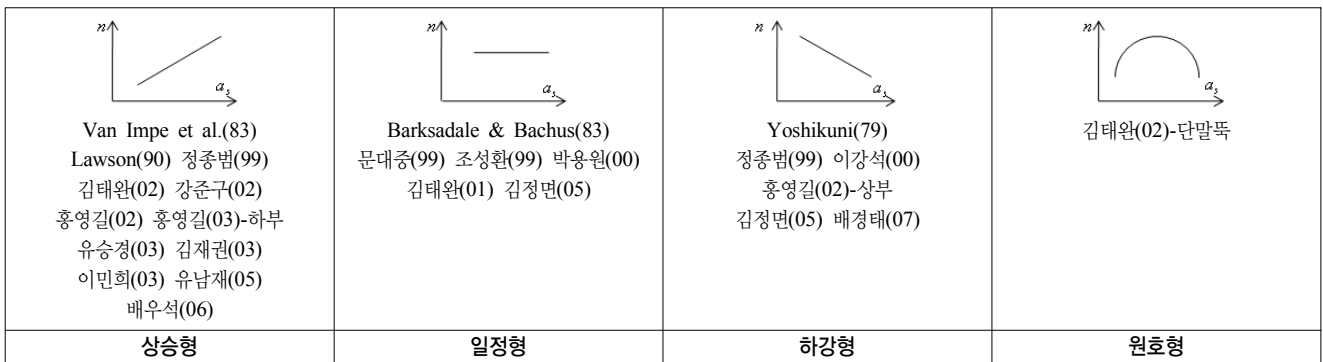 n
a_s
Van Impe et al.(83)
Lawson(90) 정종범(99)
김태완(02) 강준구(02)
홍영길(02) 홍영길(03)-하부
유승경(03) 김재권(03)
이민희(03) 유남재(05)
배우석(06)
상승형
n
a_s
Barksadale & Bachus(83)
문대중(99) 조성환(99) 박용원(00)
김태완(01) 김정면(05)
일정형
n
a_s
Yoshikuni(79)
정종범(99) 이강석(00)
홍영길(02)-상부
김정면(05) 배경태(07)
하강형
n
a_s
김태완(02)-단말뚝
원호형